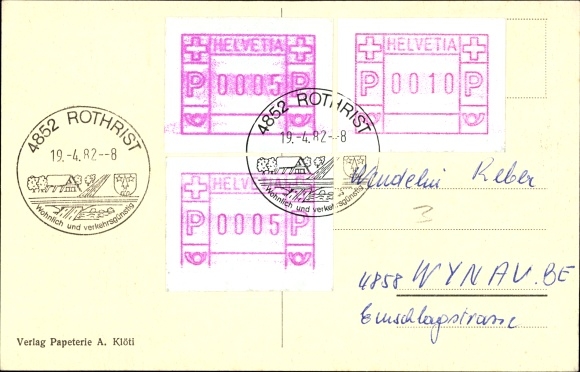 HELVETIA
P 0005 P
HELVETIA
P 0010 P
HELVETIA
P 0005 P
4852 ROTHRIST
19.-4.82--8
Wohnlich und verkehrsgünstig
4852 ROTHRIST
19.-4.82--8
Wohnlich und verkehrsgünstig
Keber
4858 WYNAU. BE
Einschlagstrasse
Verlag Papeterie A. Klöti